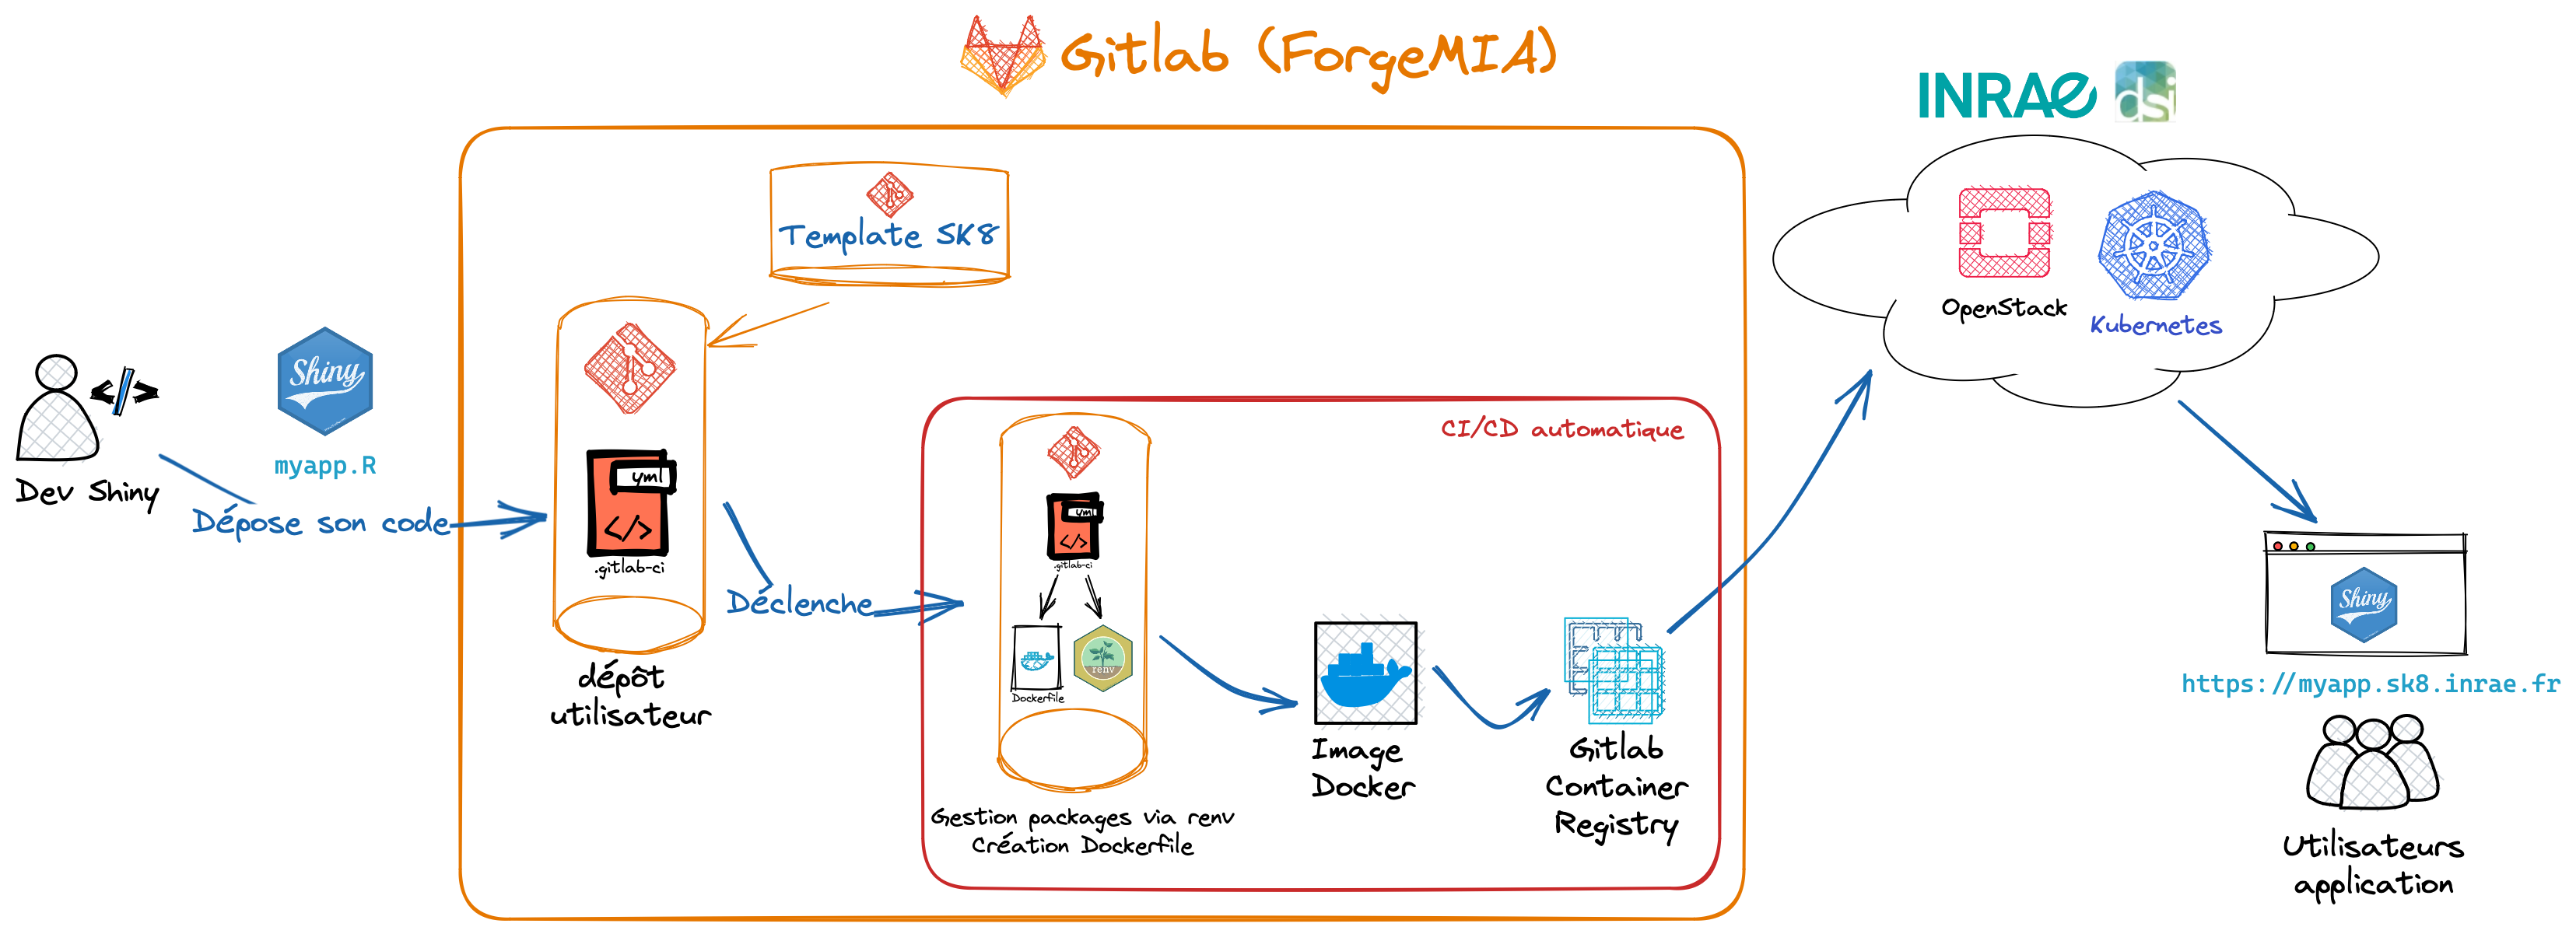 Gitlab (ForgeMIA)
INRAE dsi
Template SK8
OpenStack
Kubernetes
Shiny
myapp.R
Dev Shiny
Dépose son code
yml
</>
.gitlab-ci
dépôt
utilisateur
Déclenche
CI/CD automatique
yml
</>
.gitlab-ci
Dockerfile
renv
Gestion packages via renv
Création Dockerfile
Image
Docker
Gitlab
Container
Registry
Shiny
https://myapp.sk8.inrae.fr
Utilisateurs
application